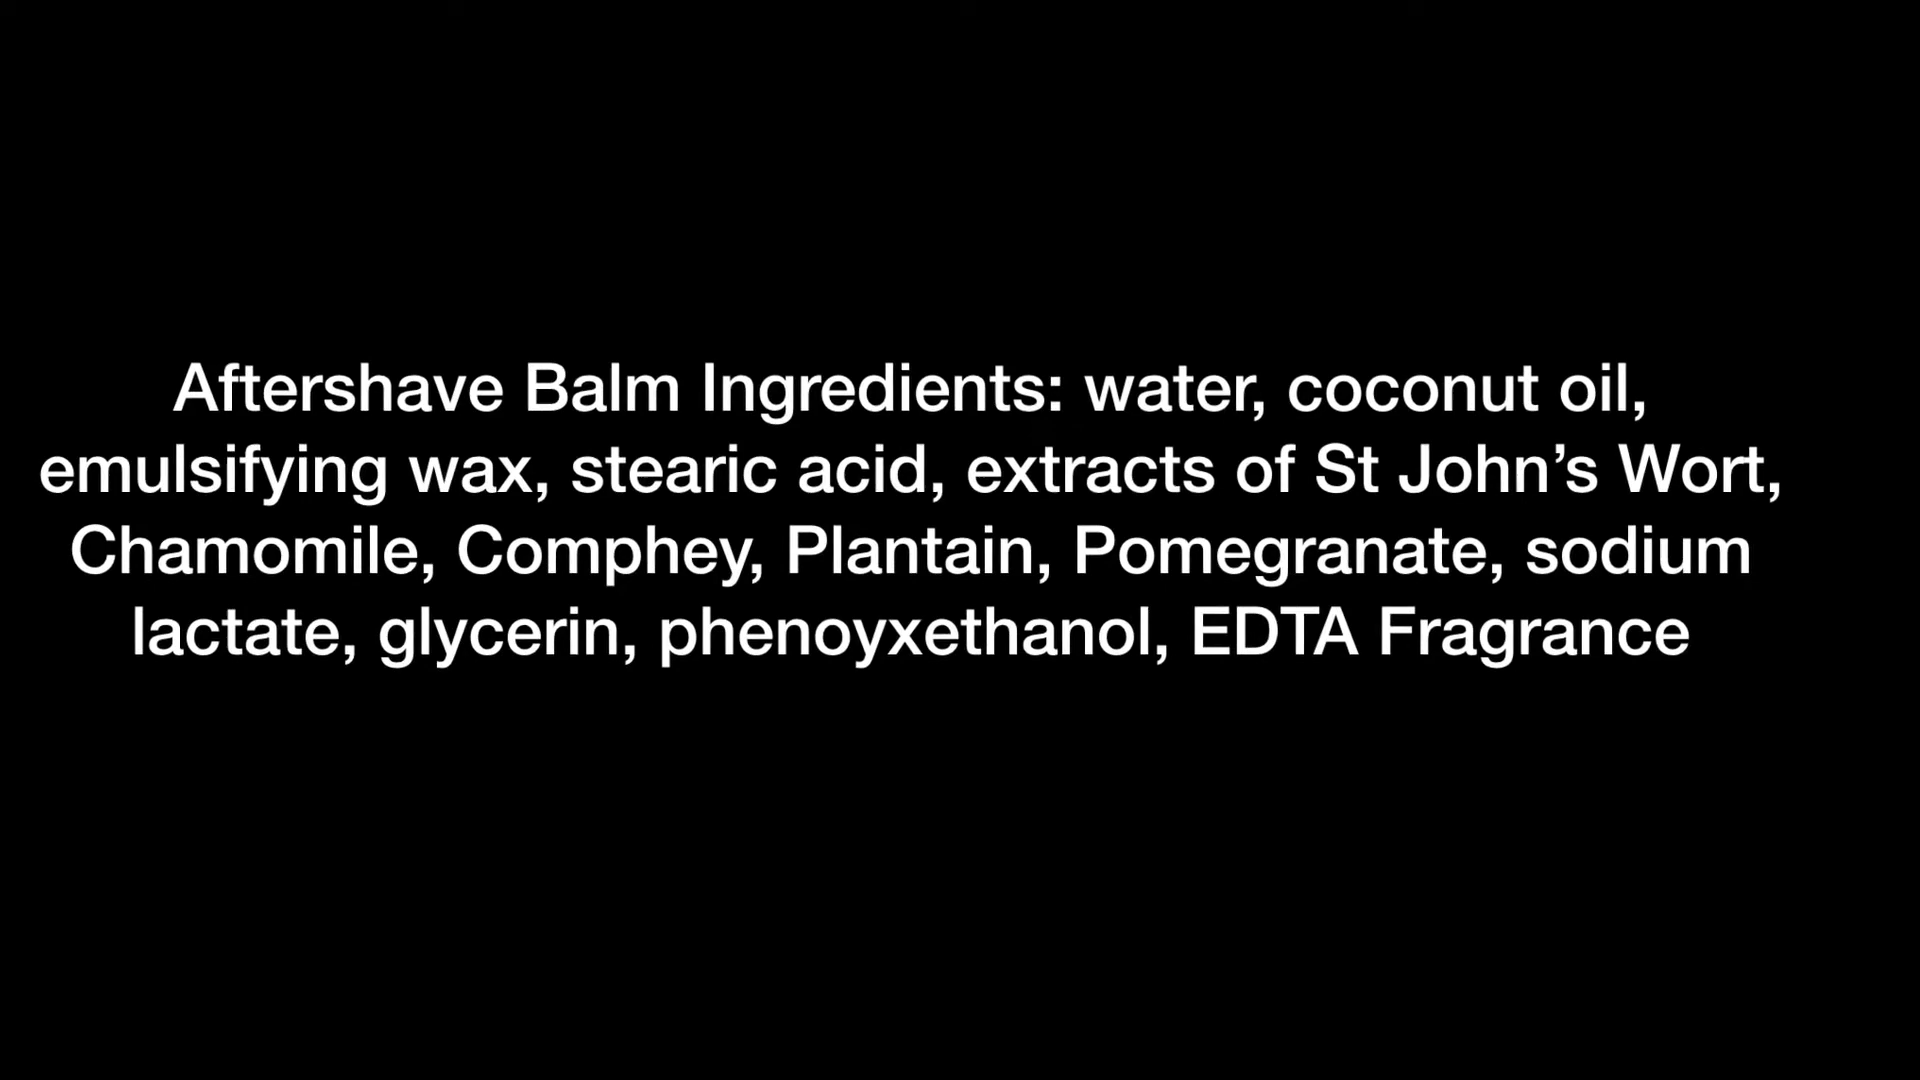 Aftershave Balm Ingredients: water, coconut oil,
emulsifying wax, stearic acid, extracts of St John’s Wort,
Chamomile, Comphey, Plantain, Pomegranate, sodium
lactate, glycerin, phenoyxethanol, EDTA Fragrance